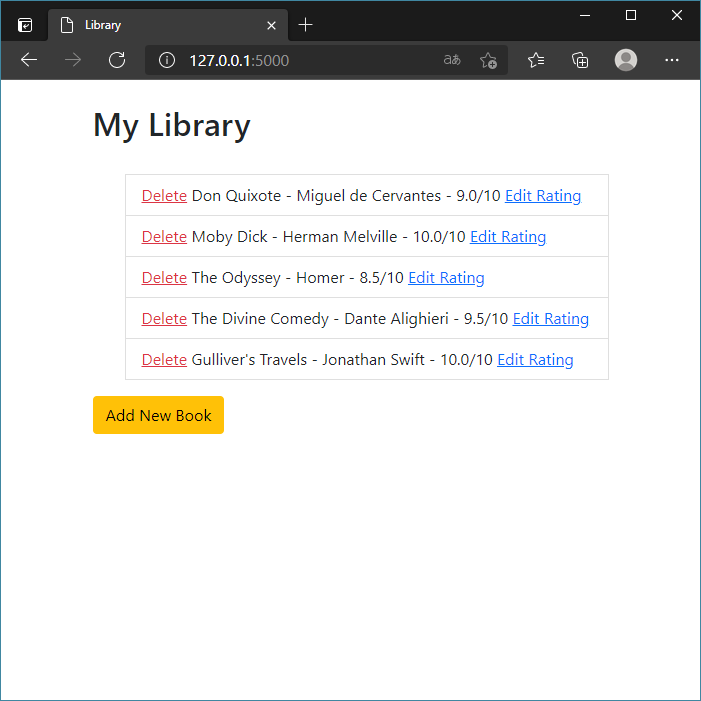 Library
127.0.0.1:5000
aあ
My Library
Delete Don Quixote - Miguel de Cervantes - 9.0/10 Edit Rating
Delete Moby Dick - Herman Melville - 10.0/10 Edit Rating
Delete The Odyssey - Homer - 8.5/10 Edit Rating
Delete The Divine Comedy - Dante Alighieri - 9.5/10 Edit Rating
Delete Gulliver's Travels - Jonathan Swift - 10.0/10 Edit Rating
Add New Book